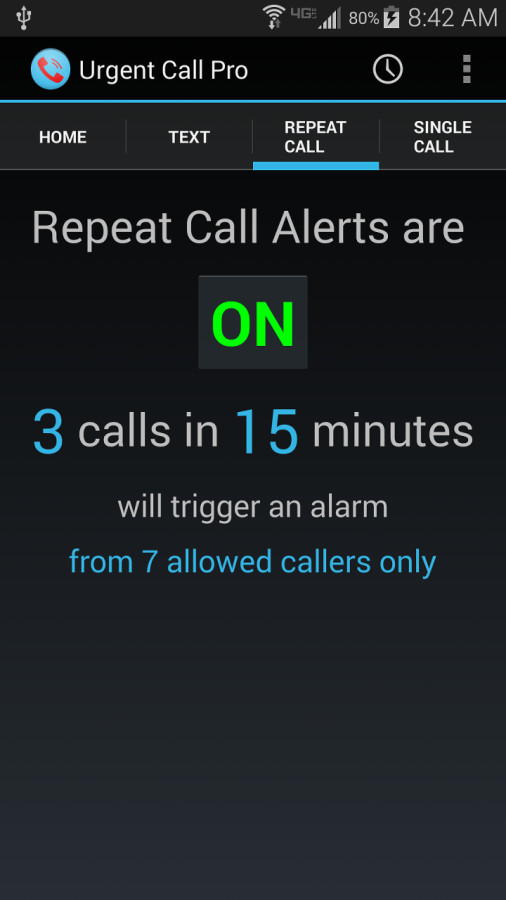 4G 80% 8:42 AM
Urgent Call Pro
HOME
TEXT
REPEAT
CALL
SINGLE
CALL
Repeat Call Alerts are
ON
3 calls in 15 minutes
will trigger an alarm
from 7 allowed callers only